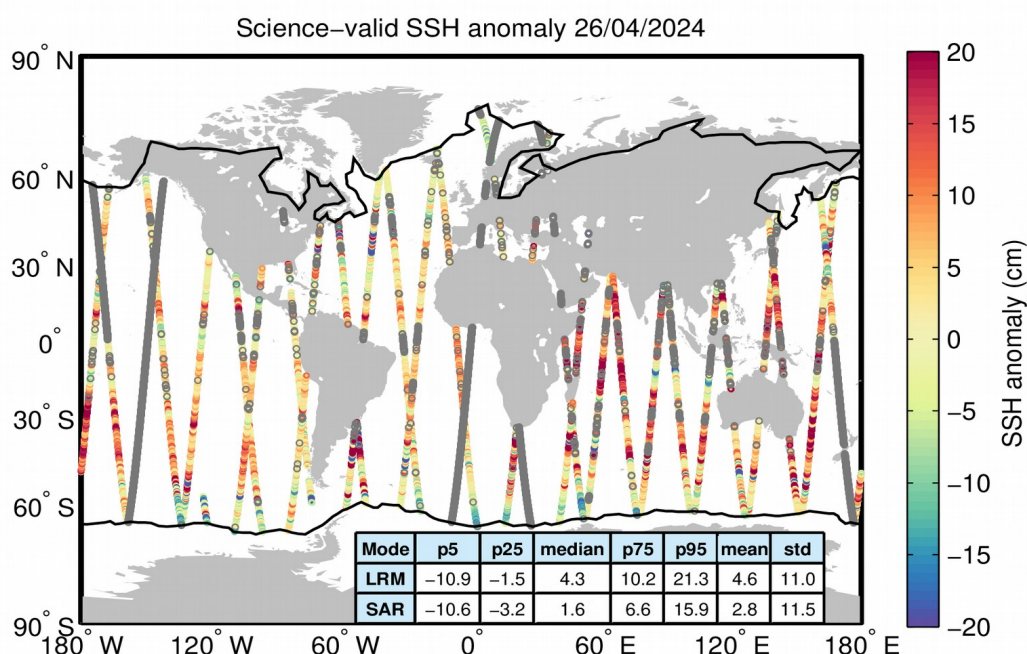 Science−valid SSH anomaly 26/04/2024
90° N
60° N
30° N
0°
30° S
60° S
90° S
180° W
120° W
60° W
0°
60° E
120° E
180° E
Mode p5 p25 median p75 p95 mean std
LRM −10.9 −1.5 4.3 10.2 21.3 4.6 11.0
SAR −10.6 −3.2 1.6 6.6 15.9 2.8 11.5
20
15
10
5
0
−5
−10
−15
−20
SSH anomaly (cm)